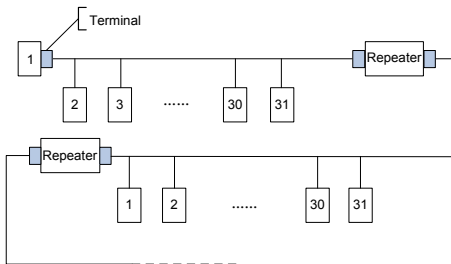 Terminal
1
Repeater
2 3 ...... 30 31
Repeater
1 2 ...... 30 31